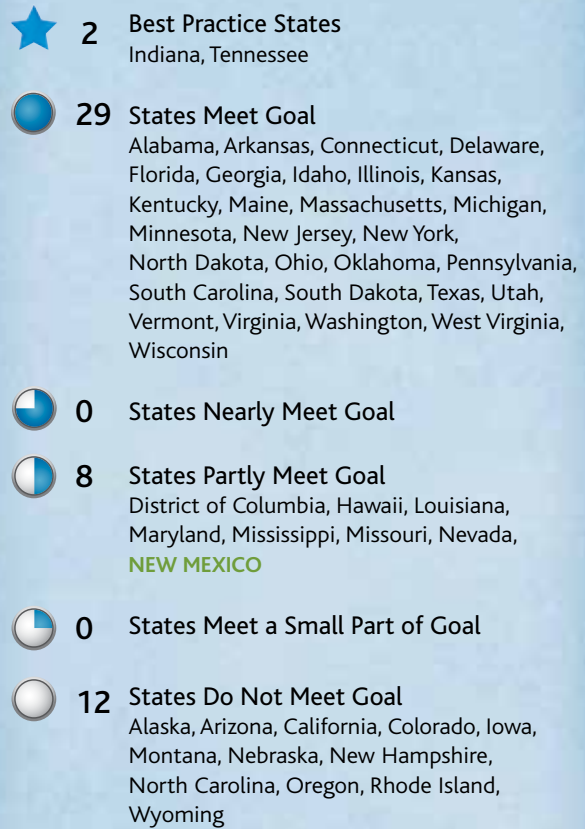 2 Best Practice States
Indiana, Tennessee
29 States Meet Goal
Alabama, Arkansas, Connecticut, Delaware,
Florida, Georgia, Idaho, Illinois, Kansas,
Kentucky, Maine, Massachusetts, Michigan,
Minnesota, New Jersey, New York,
North Dakota, Ohio, Oklahoma, Pennsylvania,
South Carolina, South Dakota, Texas, Utah,
Vermont, Virginia, Washington, West Virginia,
Wisconsin
0 States Nearly Meet Goal
8 States Partly Meet Goal
District of Columbia, Hawaii, Louisiana,
Maryland, Mississippi, Missouri, Nevada,
NEW MEXICO
0 States Meet a Small Part of Goal
12 States Do Not Meet Goal
Alaska, Arizona, California, Colorado, Iowa,
Montana, Nebraska, New Hampshire,
North Carolina, Oregon, Rhode Island,
Wyoming